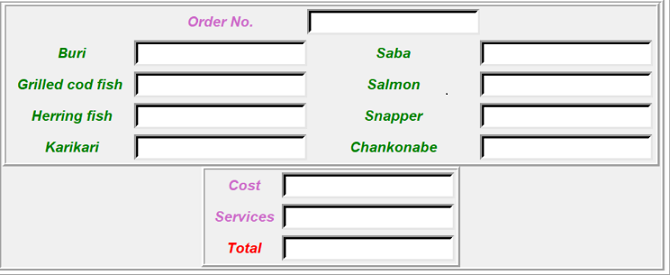 Order No.
Buri Saba
Grilled cod fish Salmon
Herring fish Snapper
Karikari Chankonabe
Cost
Services
Total